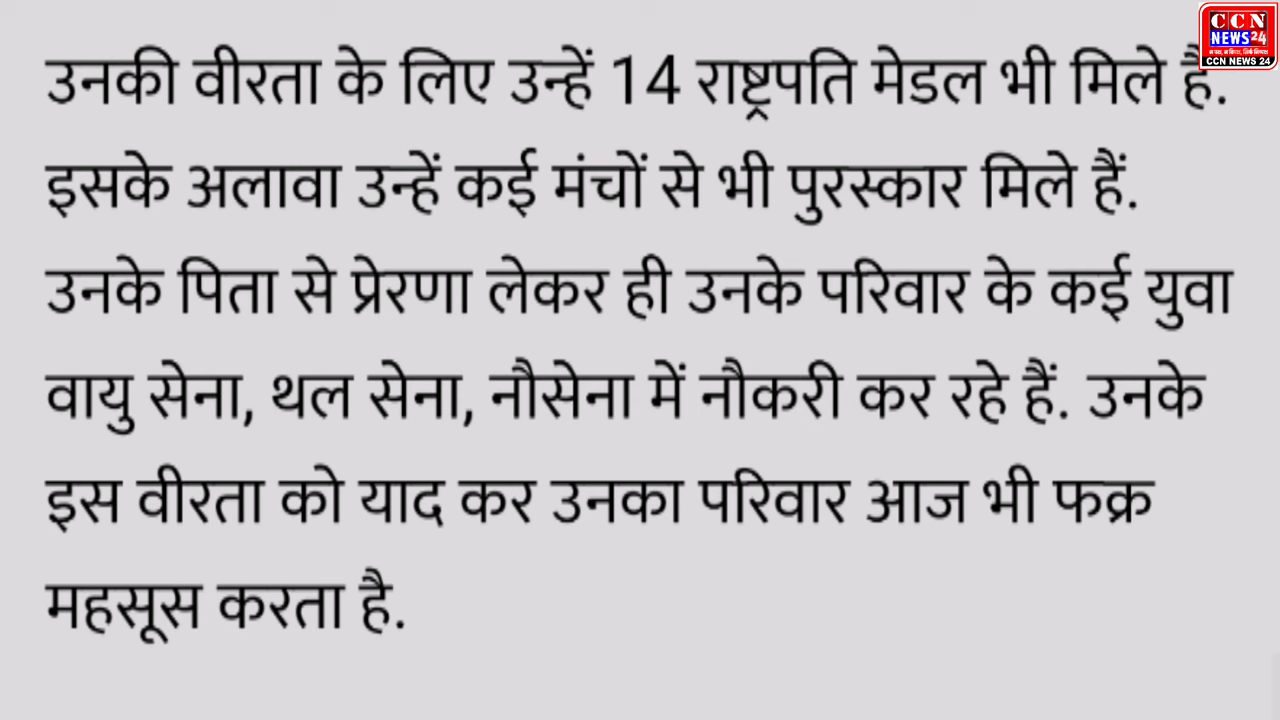 CCN
NEWS24
CCN NEWS 24
उनकी वीरता के लिए उन्हें 14 राष्ट्रपति मेडल भी मिले है.
इसके अलावा उन्हें कई मंचों से भी पुरस्कार मिले हैं.
उनके पिता से प्रेरणा लेकर ही उनके परिवार के कई युवा
वायु सेना, थल सेना, नौसेना में नौकरी कर रहे हैं. उनके
इस वीरता को याद कर उनका परिवार आज भी फक्र
महसूस करता है.